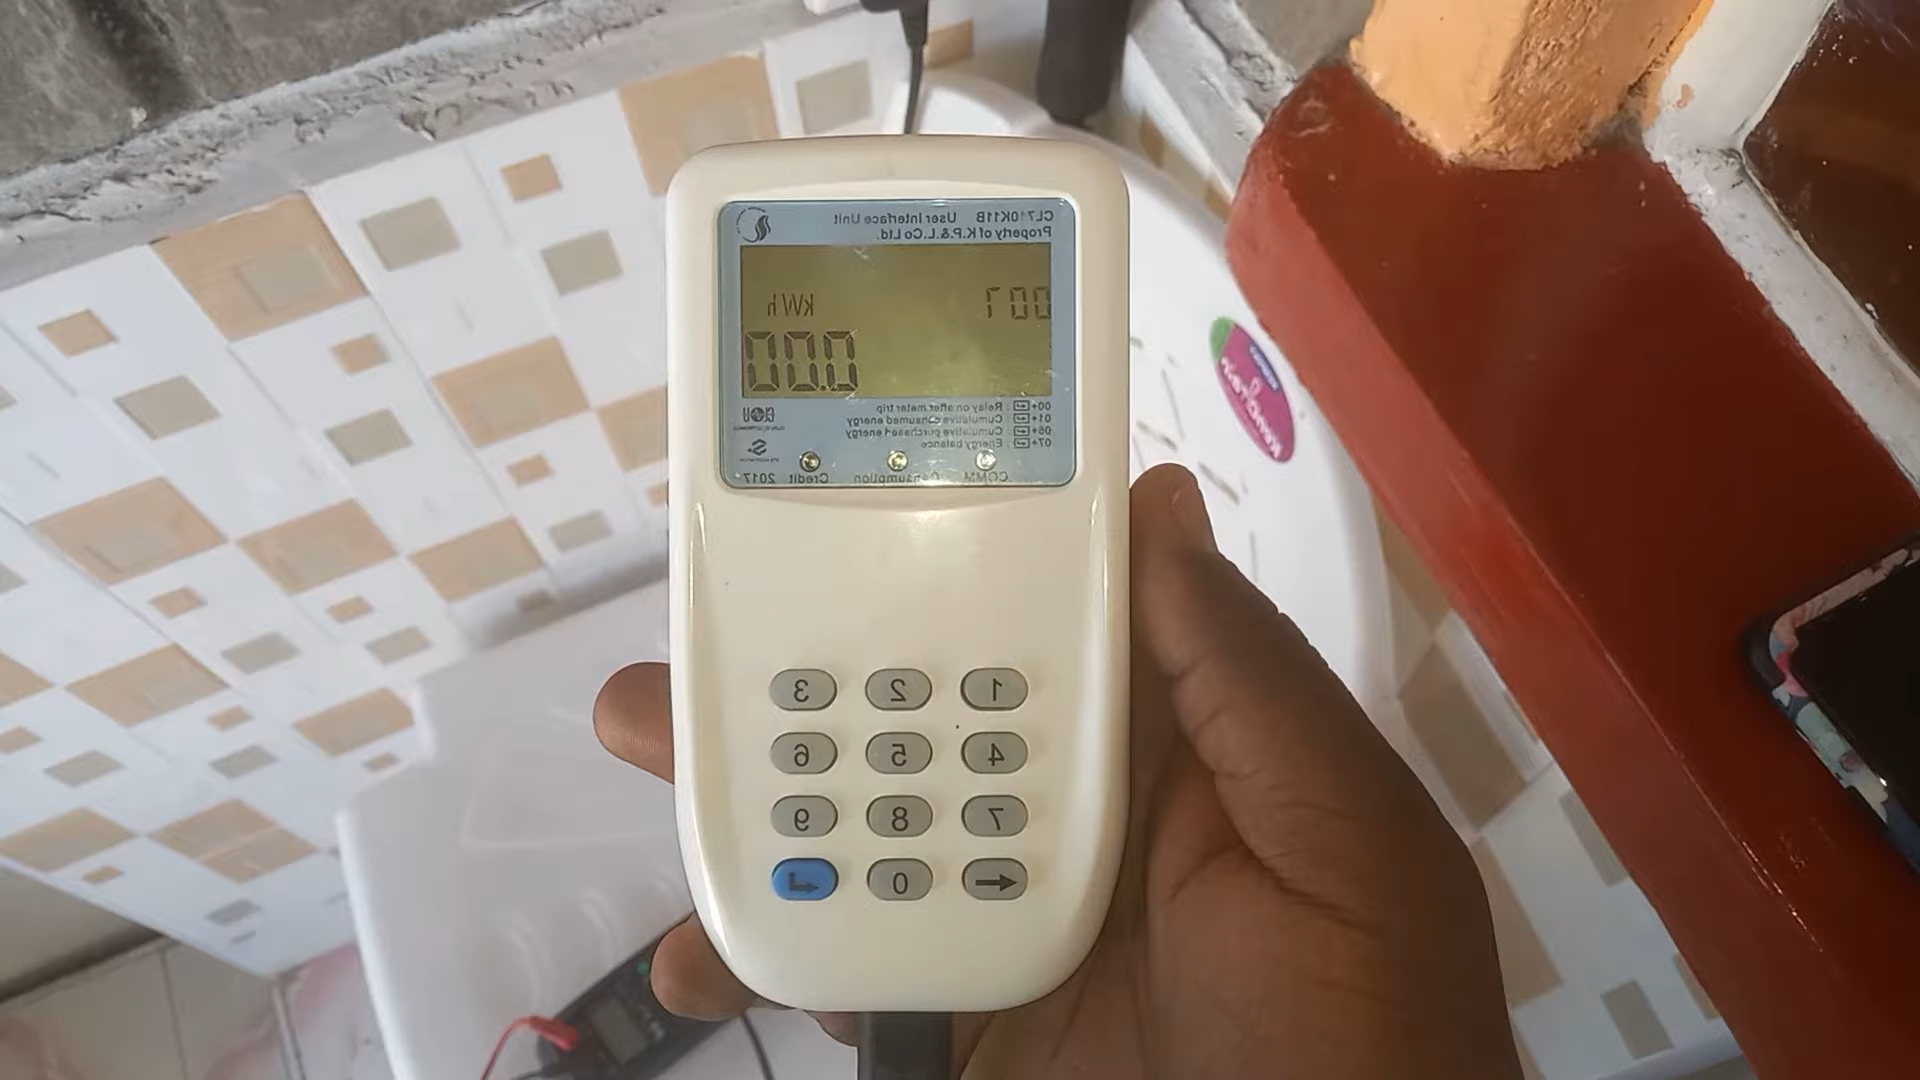 CL710K11B User Interface Unit
Property of K.P.& L.Co Ltd.
007 kWh
0.00
00+ : Relay on after meter trip
01+ : Cumulative consumed energy
06+ : Cumulative purchased energy
07+ : Energy balance
COMM. Consumption Credit 2017
1 2 3
4 5 6
7 8 9
0